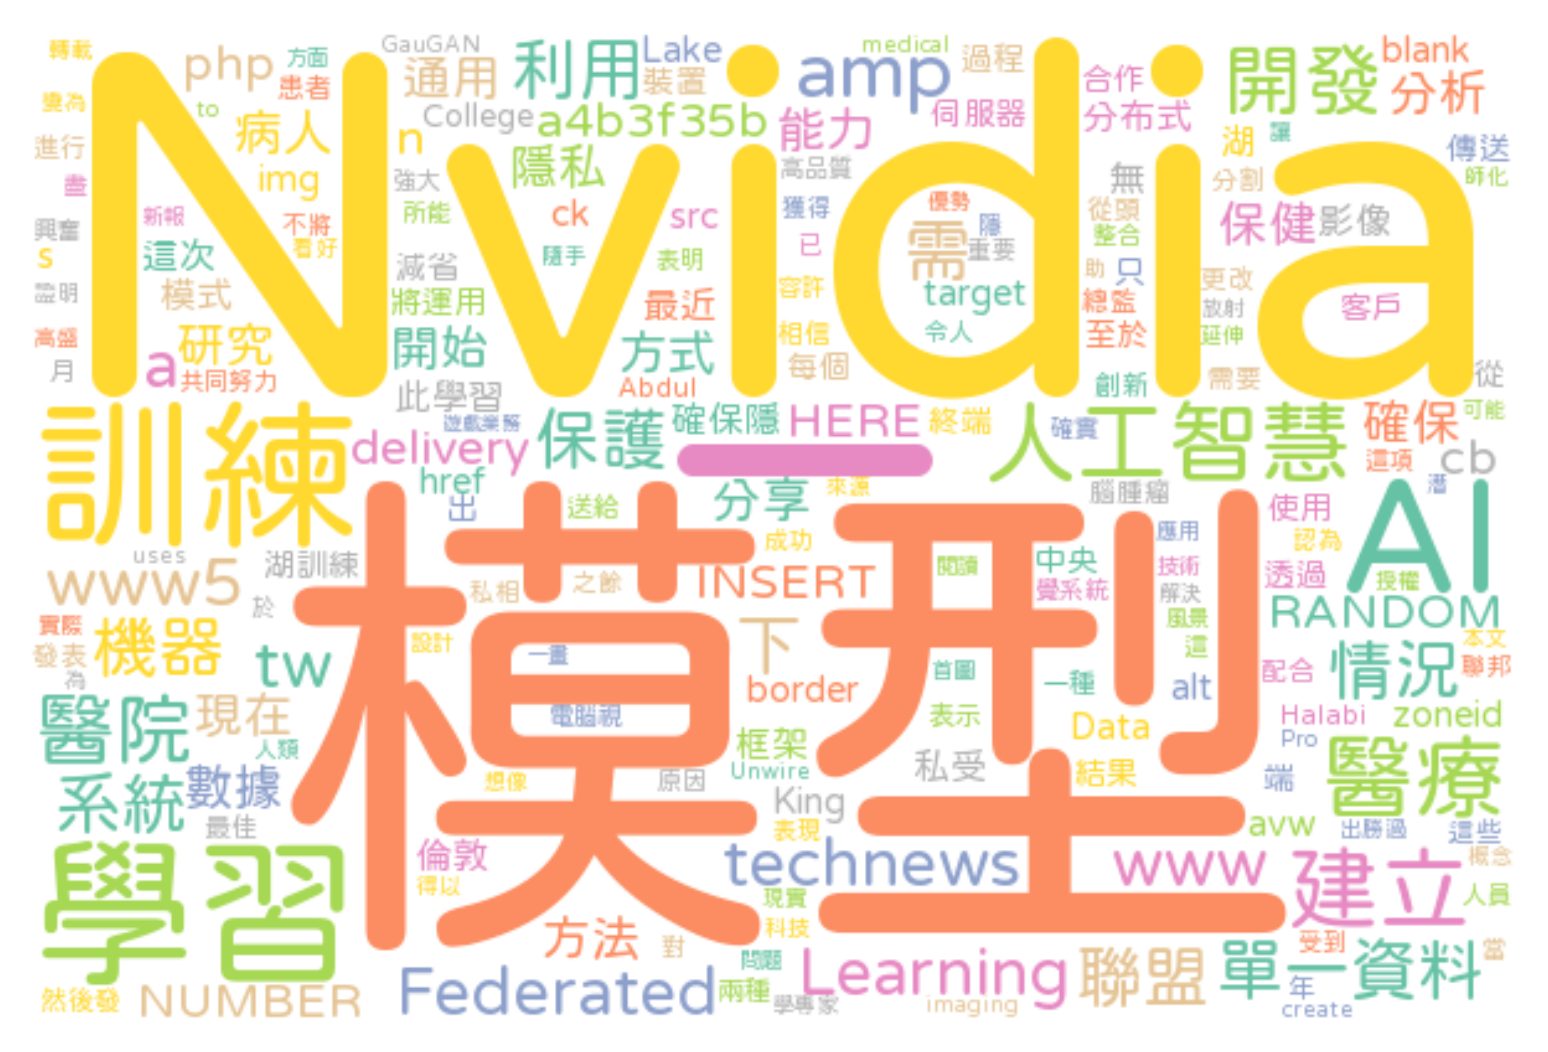 轉載 php 方面 GauGAN 利用 Lake amp medical 過程 合作 開發 blank
患者 通用 裝置 分析
變為 to 病人 n College a4b3f35b 能力 伺服器 分布式 湖 讓 傳送
進行 img 強大 隱私 高品質 無 分割 師化
盡 新報 不將 所能 ck src 獲得 優勢 隱 從頭 保健 影像
Nvidia
興奮 s 這次 看好 減省 隨手 表明 已 需 重要 整合
證明 模式 將運用 最近 容許 target 助 只 更改 客戶
總監 放射
高盛 研究 開始 方式 相信 令人 至於 延伸
月 a 共同努力 此學習 Abdul 每個 創新 需要 從
訓練 delivery 遊戲業務 保護 確保隱 HERE 終端 人工智慧 確實 確保 可能
href 這項 cb
出 送給 分享 來源 腦腫瘤 潛 使用 AI
uses 湖訓練 成功 應用 認為
www5 私相 之餘 INSERT 閱讀 中央 技術 透過 授權
於 覺系統 解決 RANDOM
模型
實際 機器 設計 下 風景 情況 本文
發表 tw 一畫 首圖 這 配合 聯邦
為 border 一種 alt
醫院 現在 電腦視 表示 Data Halabi zoneid
人類 框架 Pro 醫療
系統 數據 想像 原因 Unwire 私受 結果 端
最佳 King avw 出勝過 這些
學習 倫敦 表現 technews www 建立 概念
得以 現實 人員
方法 對 科技 受到 當
問題 Learning 聯盟 單一資料
然後發 NUMBER Federated 兩種 學專家 imaging 年 create